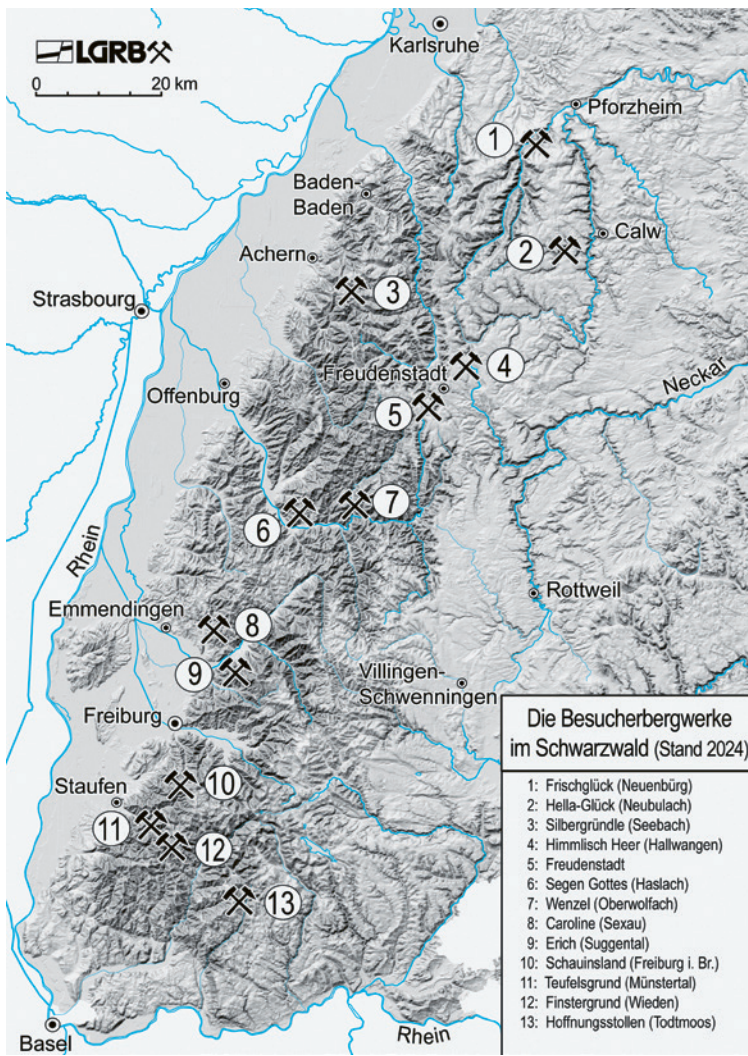 LGRB
0 20 km
Karlsruhe
Pforzheim
1
Baden-
Baden
Calw
2
Achern
3
Strasbourg
4
Freudenstadt
Neckar
Offenburg
5
6
7
Rhein
Rottweil
Emmendingen
8
9
Villingen-
Schwenningen
Freiburg
Staufen
10
11
12
13
Rhein
Basel
Die Besucherbergwerke
im Schwarzwald (Stand 2024)
1: Frischglück (Neuenbürg)
2: Hella-Glück (Neubulach)
3: Silbergründle (Seebach)
4: Himmlisch Heer (Hallwangen)
5: Freudenstadt
6: Segen Gottes (Haslach)
7: Wenzel (Oberwolfach)
8: Caroline (Sexau)
9: Erich (Suggental)
10: Schauinsland (Freiburg i. Br.)
11: Teufelsgrund (Münstertal)
12: Finstergrund (Wieden)
13: Hoffnungsstollen (Todtmoos)